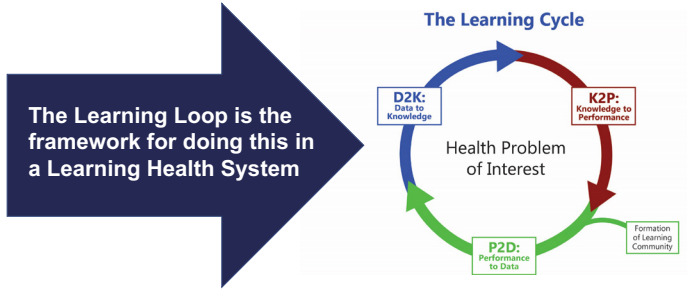 The Learning Loop is the
framework for doing this in
a Learning Health System
The Learning Cycle
D2K:
Data to
Knowledge
K2P:
Knowledge to
Performance
Health Problem
of Interest
P2D:
Performance
to Data
Formation
of Learning
Community